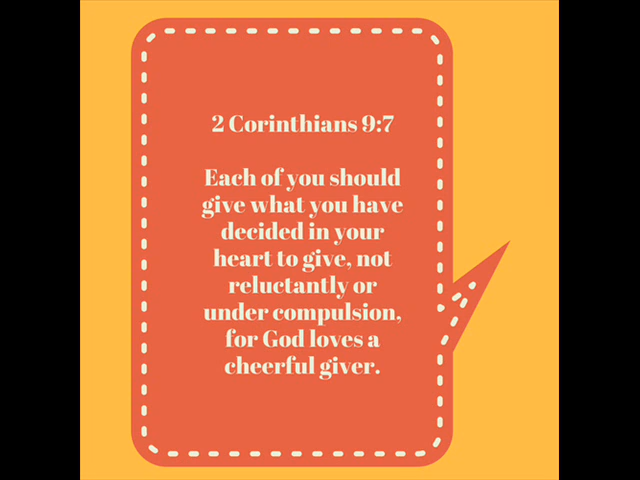 2 Corinthians 9:7
Each of you should
give what you have
decided in your
heart to give, not
reluctantly or
under compulsion,
for God loves a
cheerful giver.